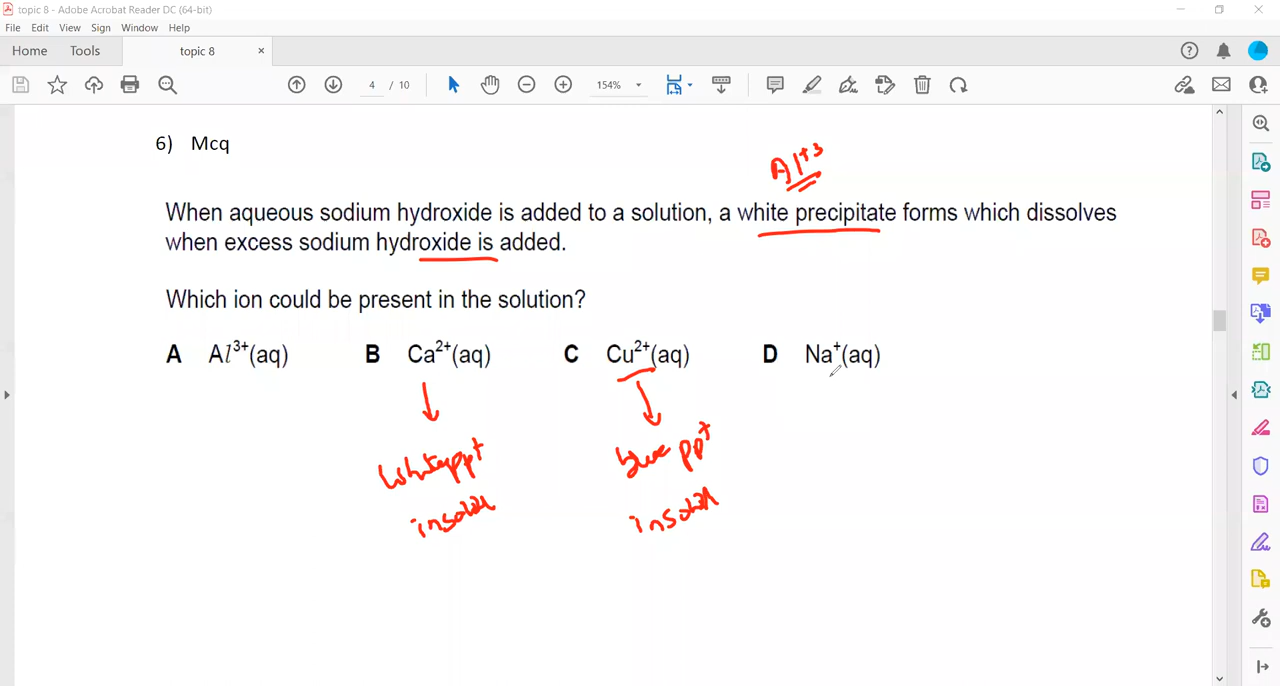 topic 8 - Adobe Acrobat Reader DC (64-bit)
File Edit View Sign Window Help
Home Tools topic 8
4 / 10 154%
6) Mcq
Al+3
When aqueous sodium hydroxide is added to a solution, a white precipitate forms which dissolves
when excess sodium hydroxide is added.
Which ion could be present in the solution?
A Al3+(aq) B Ca2+(aq) C Cu2+(aq) D Na+(aq)
white ppt blue ppt
insoluble insoluble